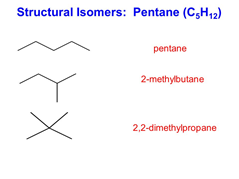 Structural Isomers: Pentane (C₅H₁₂)
pentane
2-methylbutane
2,2-dimethylpropane